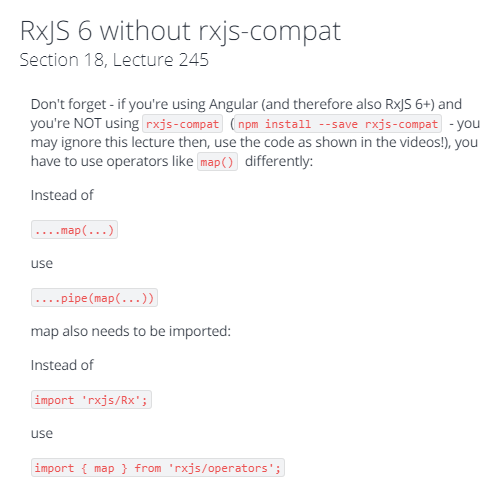 RxJS 6 without rxjs-compat
Section 18, Lecture 245
Don't forget - if you're using Angular (and therefore also RxJS 6+) and
you're NOT using rxjs-compat (npm install --save rxjs-compat - you
may ignore this lecture then, use the code as shown in the videos!), you
have to use operators like map() differently:
Instead of
....map(...)
use
....pipe(map(...))
map also needs to be imported:
Instead of
import 'rxjs/Rx';
use
import { map } from 'rxjs/operators';